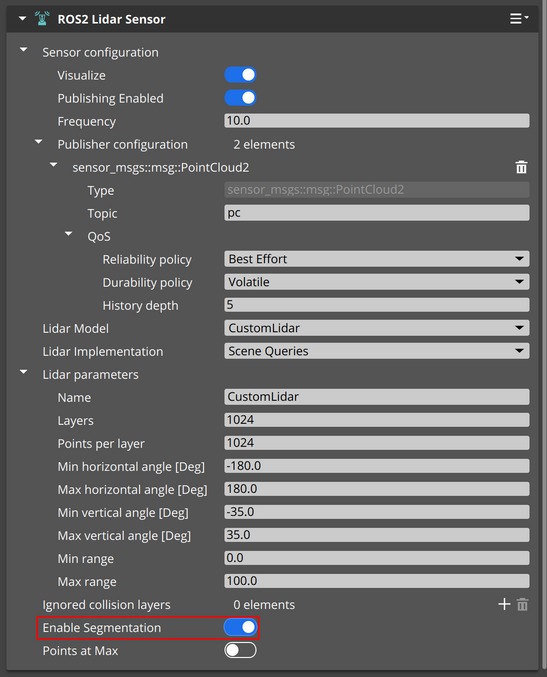 ROS2 Lidar Sensor
Sensor configuration
Visualize
Publishing Enabled
Frequency 10.0
Publisher configuration 2 elements
sensor_msgs::msg::PointCloud2
Type sensor_msgs::msg::PointCloud2
Topic pc
QoS
Reliability policy Best Effort
Durability policy Volatile
History depth 5
Lidar Model CustomLidar
Lidar Implementation Scene Queries
Lidar parameters
Name CustomLidar
Layers 1024
Points per layer 1024
Min horizontal angle [Deg] -180.0
Max horizontal angle [Deg] 180.0
Min vertical angle [Deg] -35.0
Max vertical angle [Deg] 35.0
Min range 0.0
Max range 100.0
Ignored collision layers 0 elements
Enable Segmentation
Points at Max